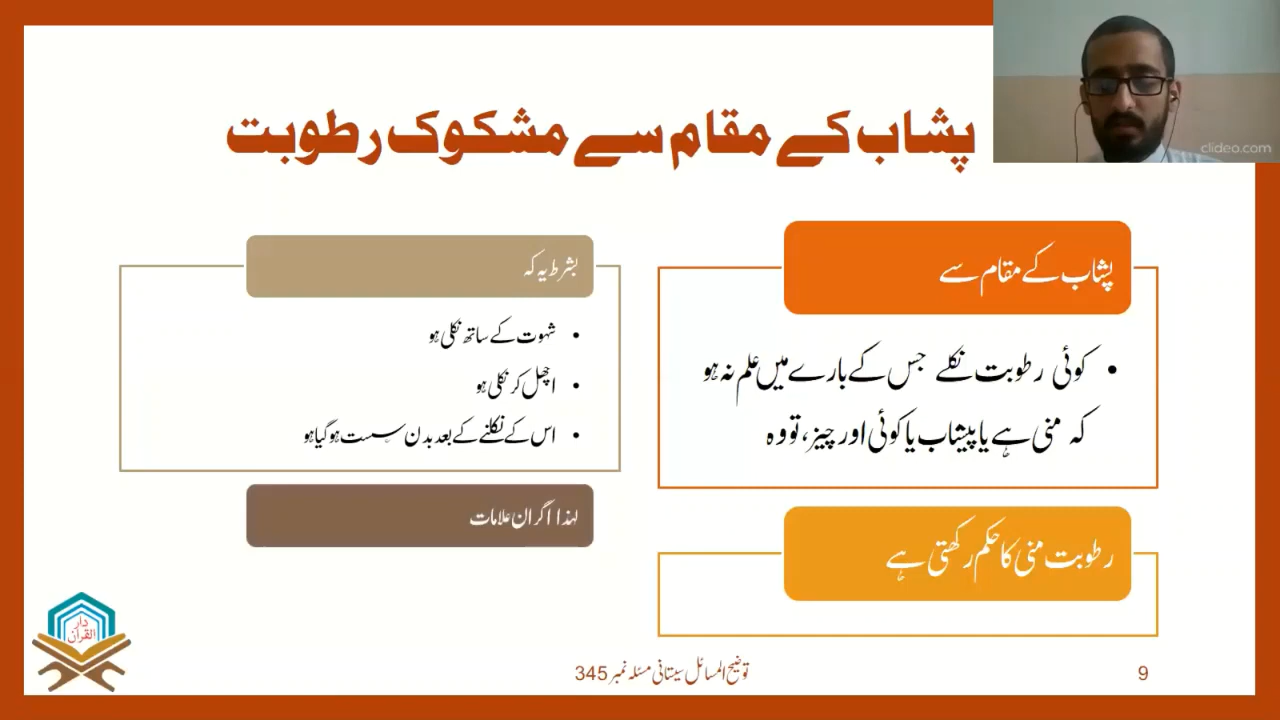 پشاب کے مقام سے مشکوک رطوبت
پشاب کے مقام سے
• کوئی رطوبت نکلے جس کے بارے میں علم نہ ہو
کہ منی ہے یا پیشاب یا کوئی اور چیز، تو وہ
رطوبت منی کا حکم رکھتی ہے
بشرط یہ کہ
• شہوت کے ساتھ نکلی ہو
• اچھل کر نکلی ہو
• اس کے نکلنے کے بعد بدن سست ہو گیا ہو
لہذا اگر ان علامات
توضیح المسائل سیستانی مسئلہ نمبر 345
9
دار
القرآن
clideo.com